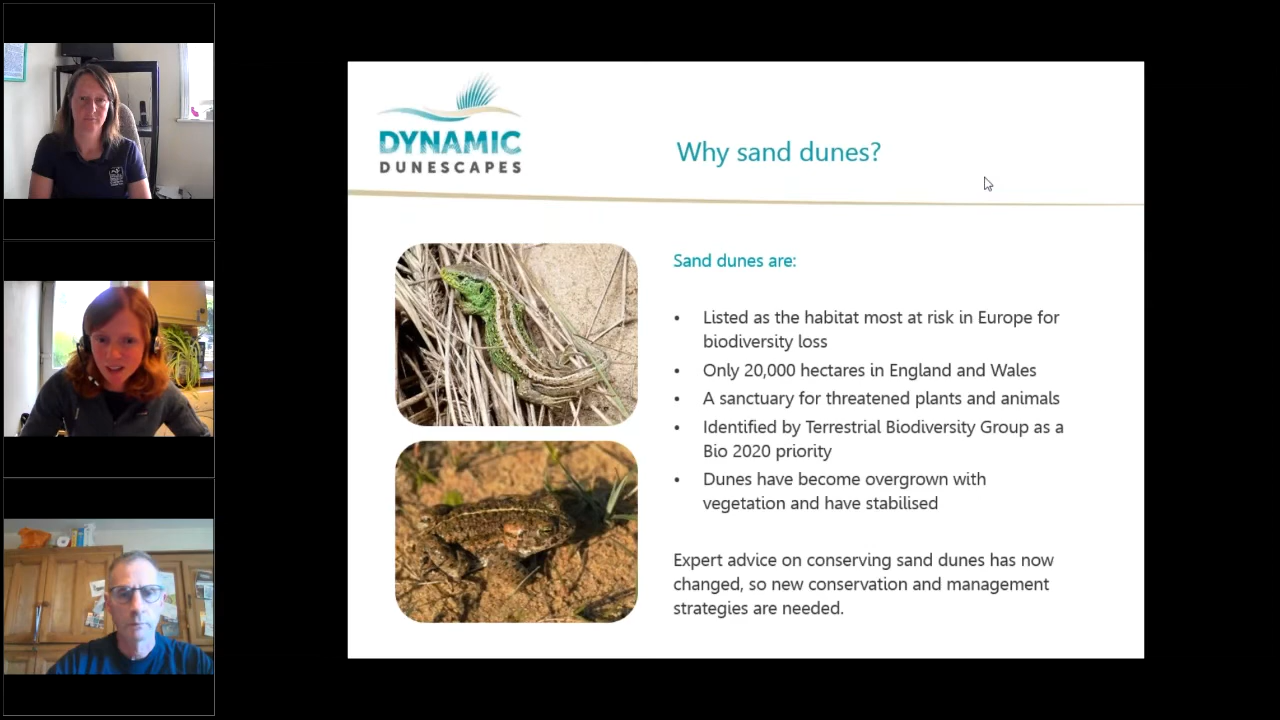 DYNAMIC
DUNESCAPES
Why sand dunes?
Sand dunes are:
• Listed as the habitat most at risk in Europe for
biodiversity loss
• Only 20,000 hectares in England and Wales
• A sanctuary for threatened plants and animals
• Identified by Terrestrial Biodiversity Group as a
Bio 2020 priority
• Dunes have become overgrown with
vegetation and have stabilised
Expert advice on conserving sand dunes has now
changed, so new conservation and management
strategies are needed.